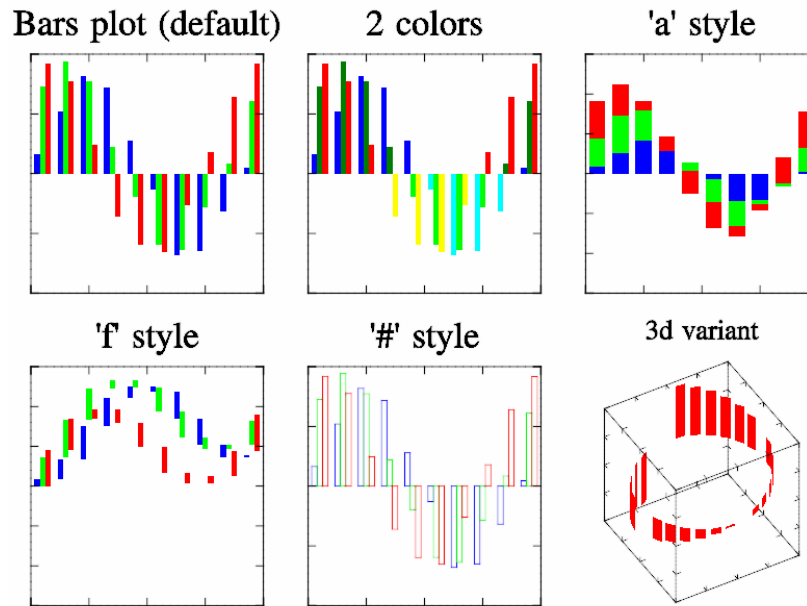 Bars plot (default)
2 colors
'a' style
'f' style
'#' style
3d variant